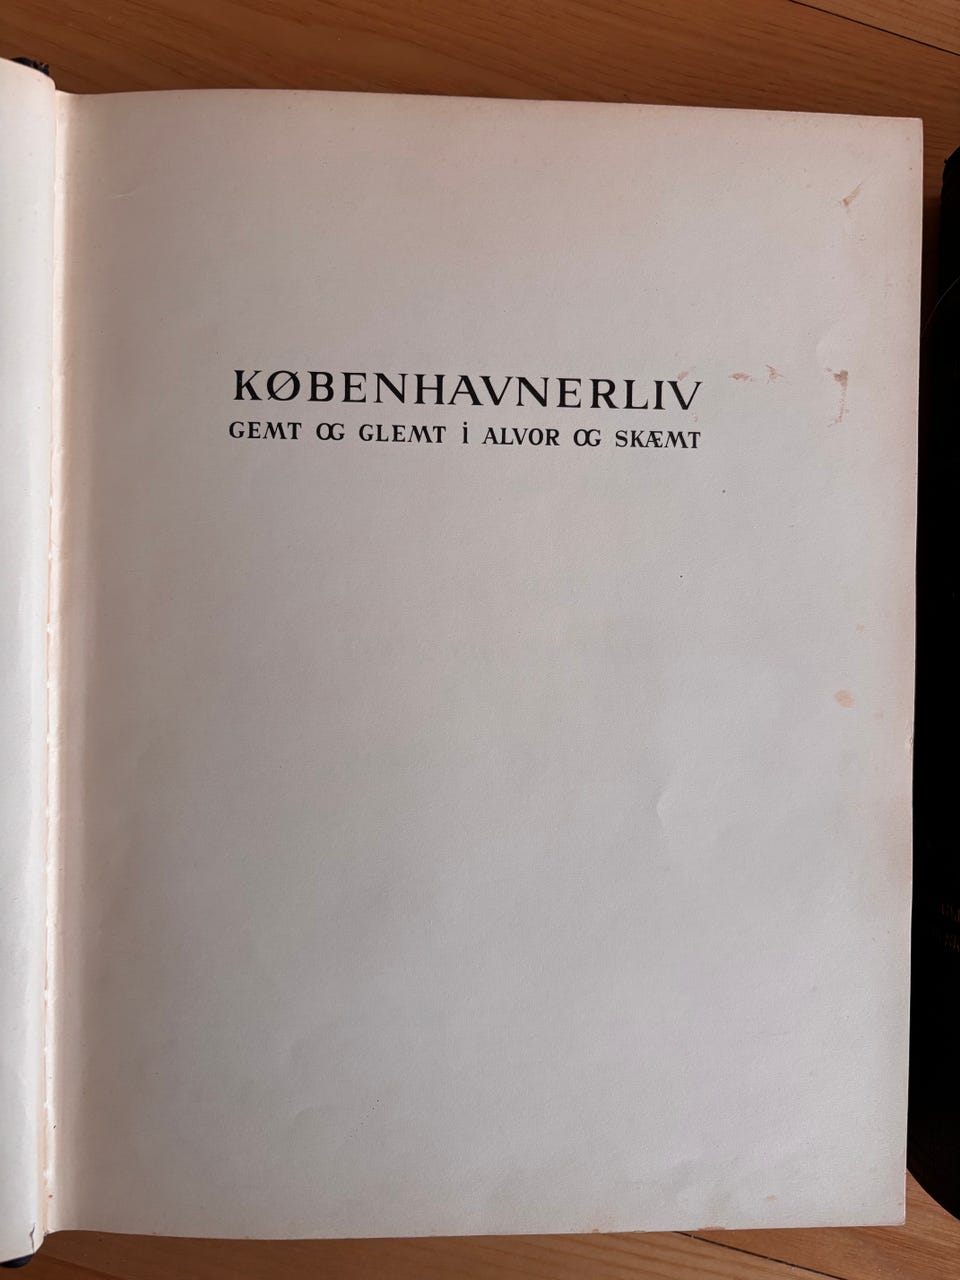 KØBENHAVNERLIV
GEMT OG GLEMT I ALVOR OG SKÆMT